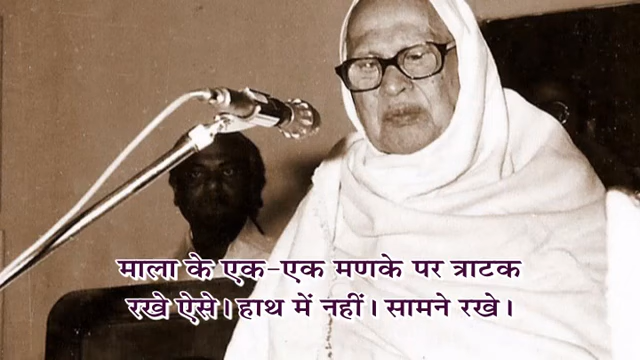 माला के एक-एक मणके पर त्राटक
रखे ऐसे। हाथ में नहीं। सामने रखे।